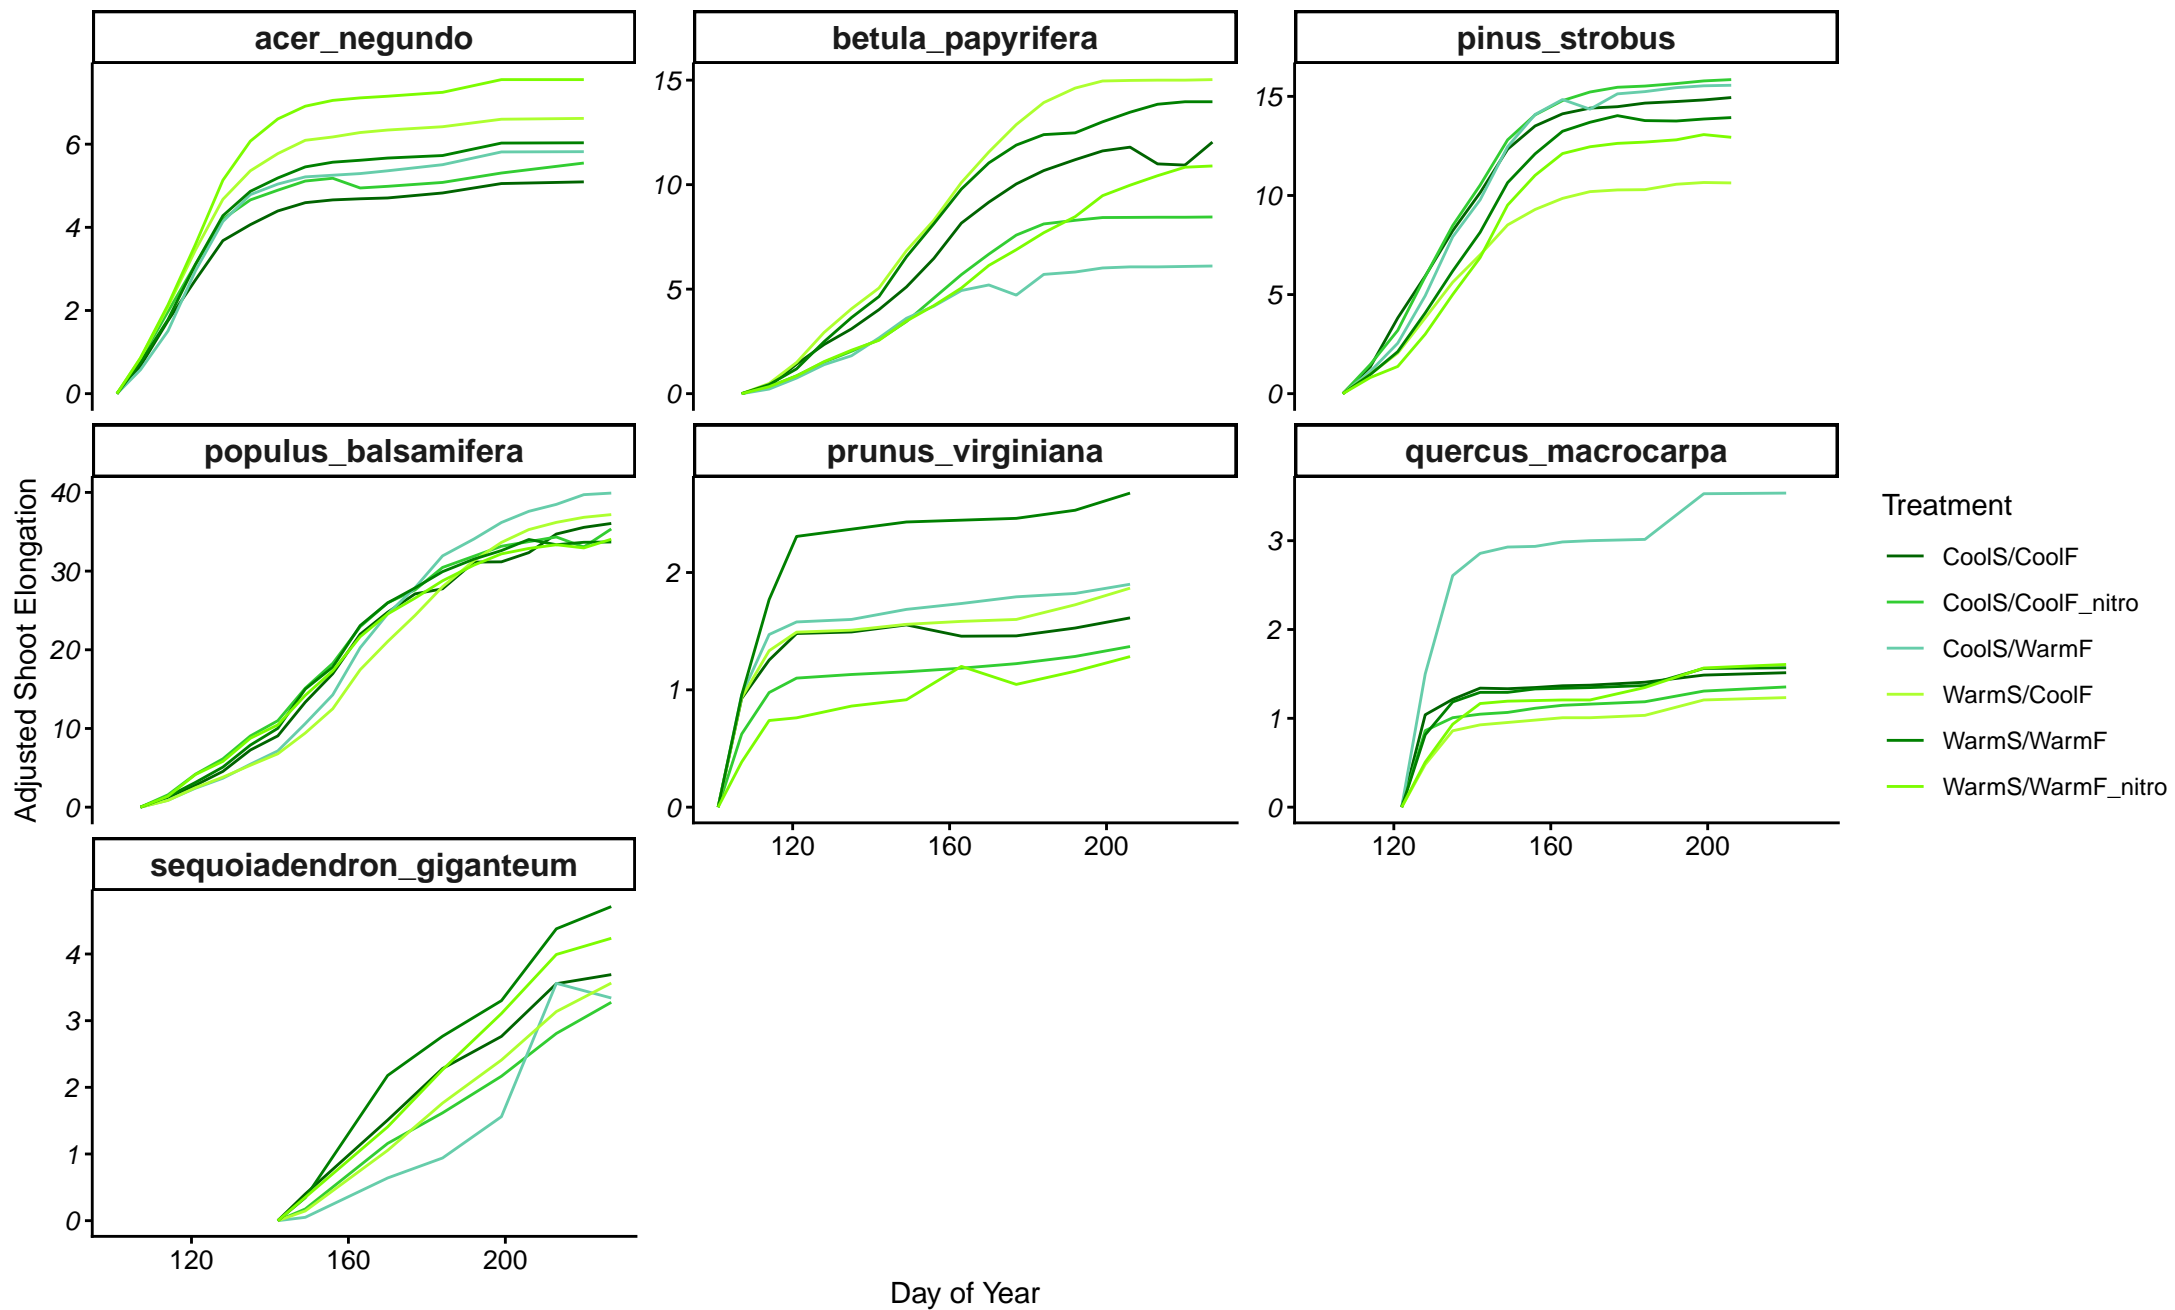 acer_negundo
betula_papyrifera
pinus_strobus
6
4
2
0
15
10
5
0
15
10
5
0
populus_balsamifera
prunus_virginiana
quercus_macrocarpa
Adjusted Shoot Elongation
40
30
20
10
0
2
1
0
120
160
200
3
2
1
0
120
160
200
Treatment
CoolS/CoolF
CoolS/CoolF_nitro
CoolS/WarmF
WarmS/CoolF
WarmS/WarmF
WarmS/WarmF_nitro
sequoiadendron_giganteum
4
3
2
1
0
120
160
200
Day of Year